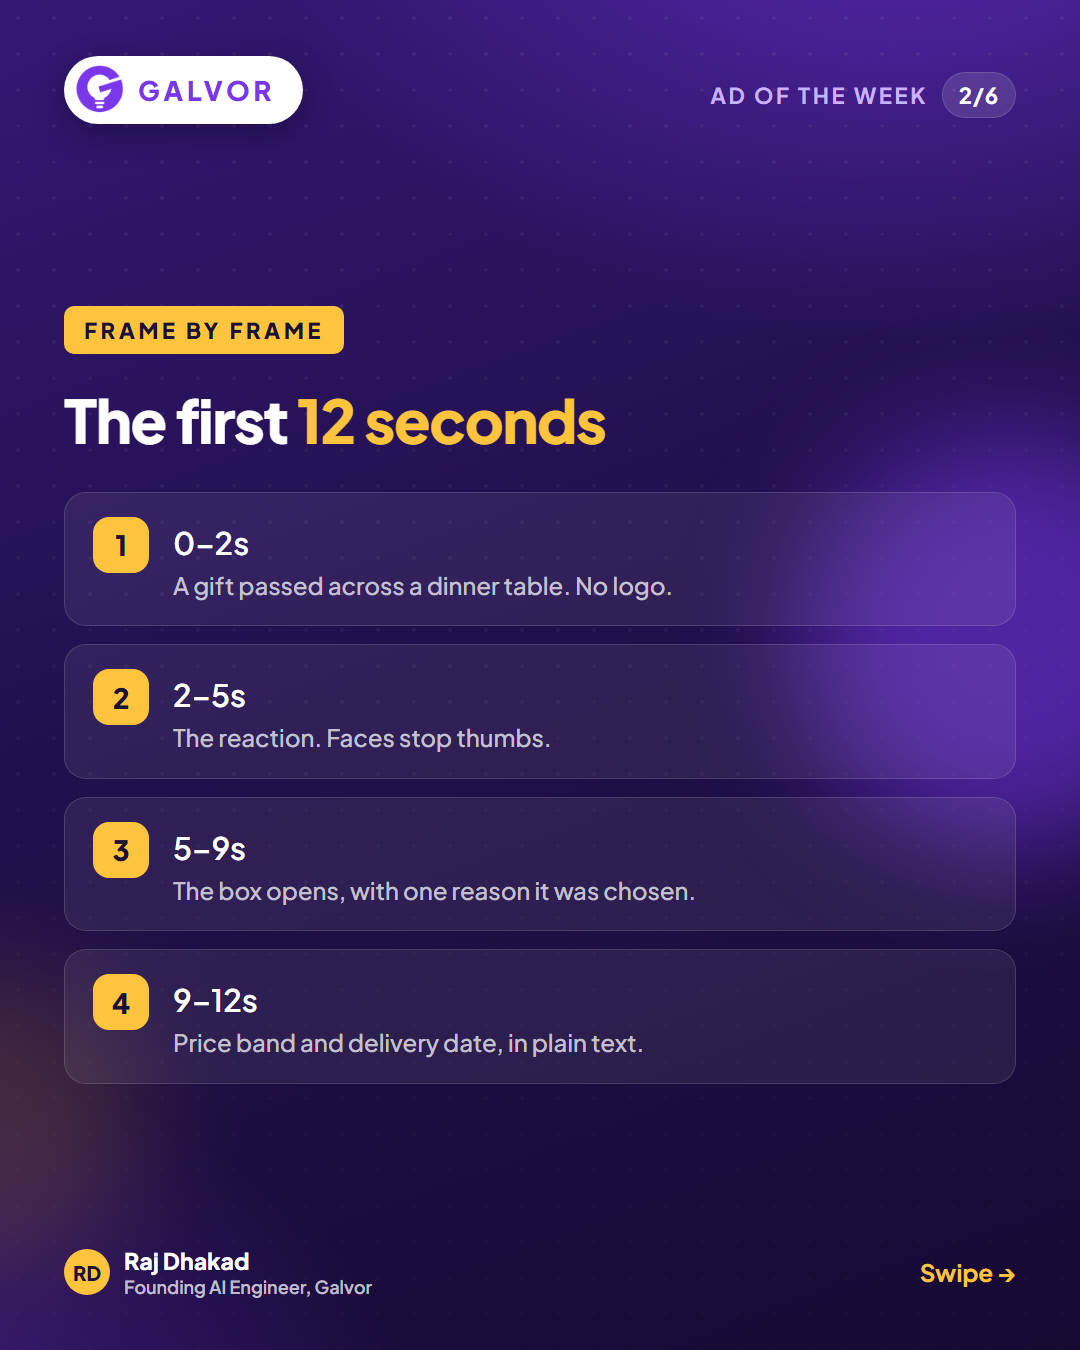 GALVOR
AD OF THE WEEK 2/6
FRAME BY FRAME
The first 12 seconds
1 0–2s
A gift passed across a dinner table. No logo.
2 2–5s
The reaction. Faces stop thumbs.
3 5–9s
The box opens, with one reason it was chosen.
4 9–12s
Price band and delivery date, in plain text.
RD Raj Dhakad
Founding AI Engineer, Galvor
Swipe →